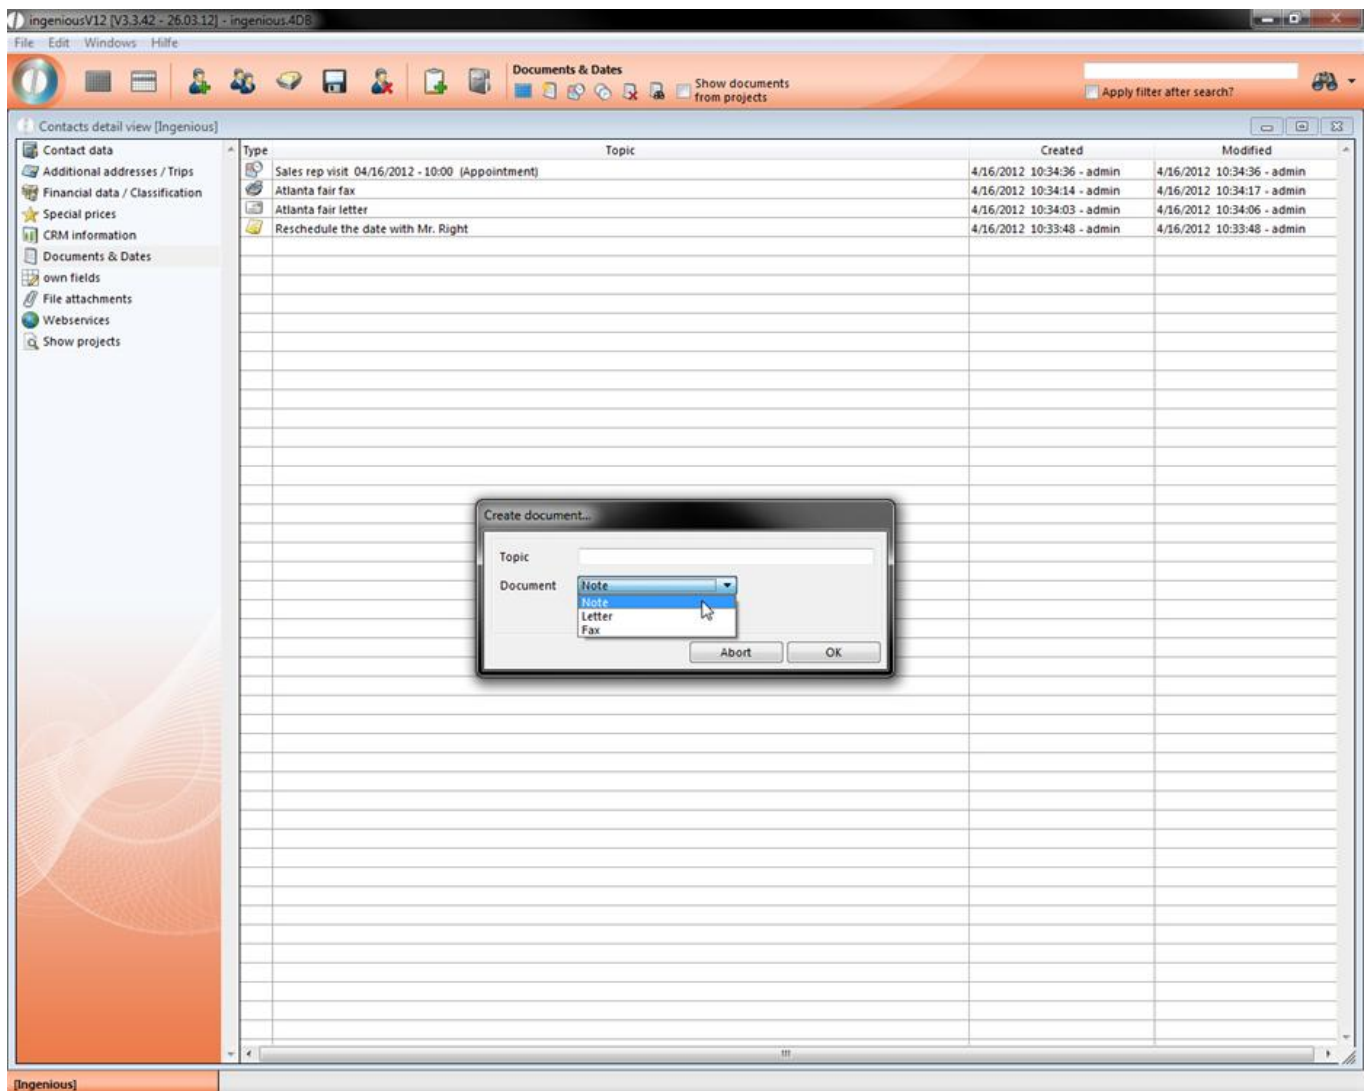 ingeniousV12 [V3.3.42 - 26.03.12] - ingenious.4DB
File Edit Windows Hilfe
Documents & Dates
Show documents
from projects
Apply filter after search?
Contacts detail view [Ingenious]
Contact data
Additional addresses / Trips
Financial data / Classification
Special prices
CRM information
Documents & Dates
own fields
File attachments
Webservices
Show projects
Type Topic Created Modified
Sales rep visit 04/16/2012 - 10:00 (Appointment) 4/16/2012 10:34:36 - admin 4/16/2012 10:34:36 - admin
Atlanta fair fax 4/16/2012 10:34:14 - admin 4/16/2012 10:34:17 - admin
Atlanta fair letter 4/16/2012 10:34:03 - admin 4/16/2012 10:34:06 - admin
Reschedule the date with Mr. Right 4/16/2012 10:33:48 - admin 4/16/2012 10:33:48 - admin
Create document...
Topic
Document Note
Note
Letter
Fax
Abort OK
[Ingenious]